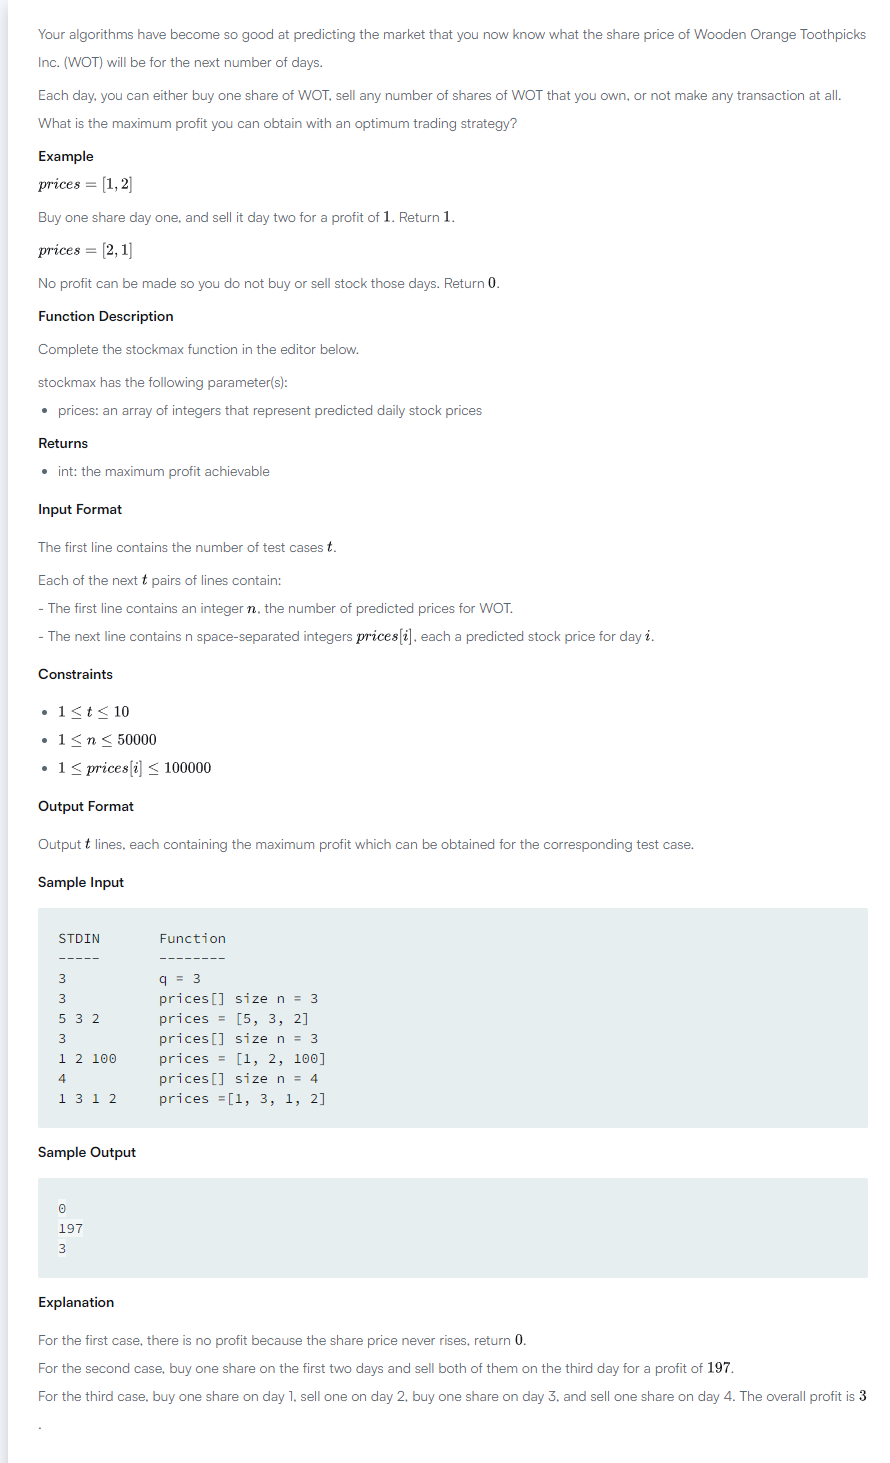 Your algorithms have become so good at predicting the market that you now know what the share price of Wooden Orange Toothpicks
Inc. (WOT) will be for the next number of days.
Each day, you can either buy one share of WOT, sell any number of shares of WOT that you own, or not make any transaction at all.
What is the maximum profit you can obtain with an optimum trading strategy?
Example
prices = [1, 2]
Buy one share day one, and sell it day two for a profit of 1. Return 1.
prices = [2, 1]
No profit can be made so you do not buy or sell stock those days. Return 0.
Function Description
Complete the stockmax function in the editor below.
stockmax has the following parameter(s):
• prices: an array of integers that represent predicted daily stock prices
Returns
• int: the maximum profit achievable
Input Format
The first line contains the number of test cases t.
Each of the next t pairs of lines contain:
- The first line contains an integer n, the number of predicted prices for WOT.
- The next line contains n space-separated integers prices[i], each a predicted stock price for day i.
Constraints
• 1 ≤ t ≤ 10
• 1 ≤ n ≤ 50000
• 1 ≤ prices[i] ≤ 100000
Output Format
Output t lines, each containing the maximum profit which can be obtained for the corresponding test case.
Sample Input
STDIN       Function
-----       --------
3           q = 3
3           prices[] size n = 3
5 3 2       prices = [5, 3, 2]
3           prices[] size n = 3
1 2 100     prices = [1, 2, 100]
4           prices[] size n = 4
1 3 1 2     prices =[1, 3, 1, 2]
Sample Output
0
197
3
Explanation
For the first case, there is no profit because the share price never rises, return 0.
For the second case, buy one share on the first two days and sell both of them on the third day for a profit of 197.
For the third case, buy one share on day 1, sell one on day 2, buy one share on day 3, and sell one share on day 4. The overall profit is 3
.